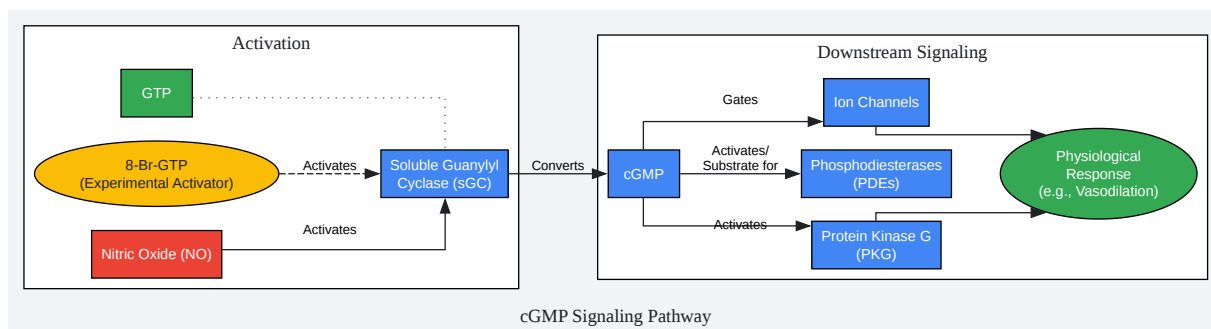 Activation
GTP
8-Br-GTP
(Experimental Activator)
Activates
Nitric Oxide (NO)
Activates
Soluble Guanylyl
Cyclase (sGC)
Converts
Downstream Signaling
cGMP
Gates
Activates/
Substrate for
Activates
Ion Channels
Phosphodiesterases
(PDEs)
Protein Kinase G
(PKG)
Physiological
Response
(e.g., Vasodilation)
cGMP Signaling Pathway